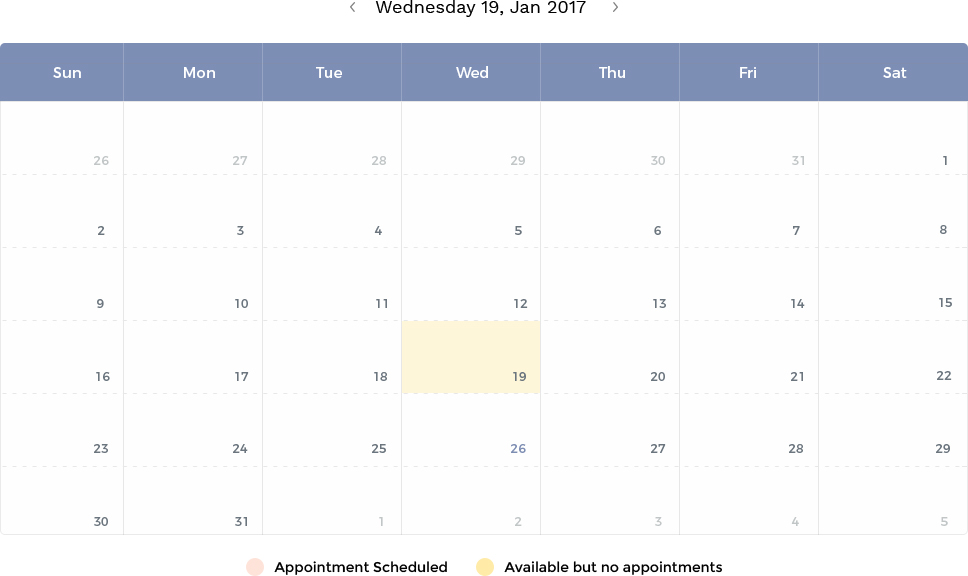 Wednesday 19, Jan 2017
Sun Mon Tue Wed Thu Fri Sat
26 27 28 29 30 31 1
2 3 4 5 6 7 8
9 10 11 12 13 14 15
16 17 18 19 20 21 22
23 24 25 26 27 28 29
30 31 1 2 3 4 5
Appointment Scheduled Available but no appointments